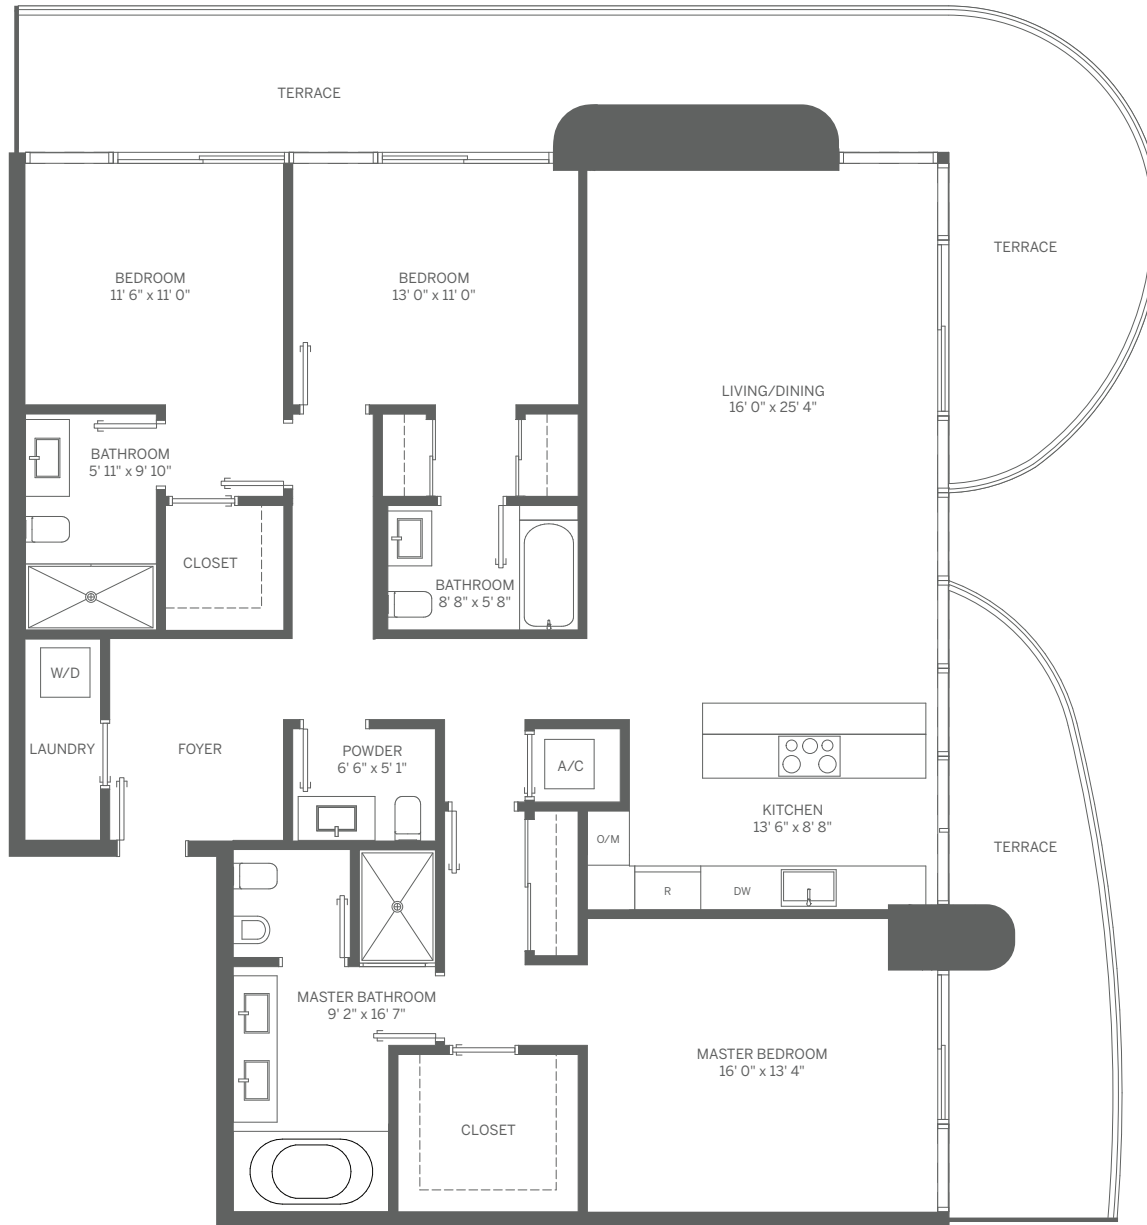 TERRACE
TERRACE
BEDROOM
11' 6" x 11' 0"
BEDROOM
13' 0" x 11' 0"
LIVING/DINING
16' 0" x 25' 4"
BATHROOM
5' 11" x 9' 10"
CLOSET
BATHROOM
8' 8" x 5' 8"
W/D
LAUNDRY
FOYER
POWDER
6' 6" x 5' 1"
A/C
KITCHEN
13' 6" x 8' 8"
O/M
R
DW
TERRACE
MASTER BATHROOM
9' 2" x 16' 7"
MASTER BEDROOM
16' 0" x 13' 4"
CLOSET